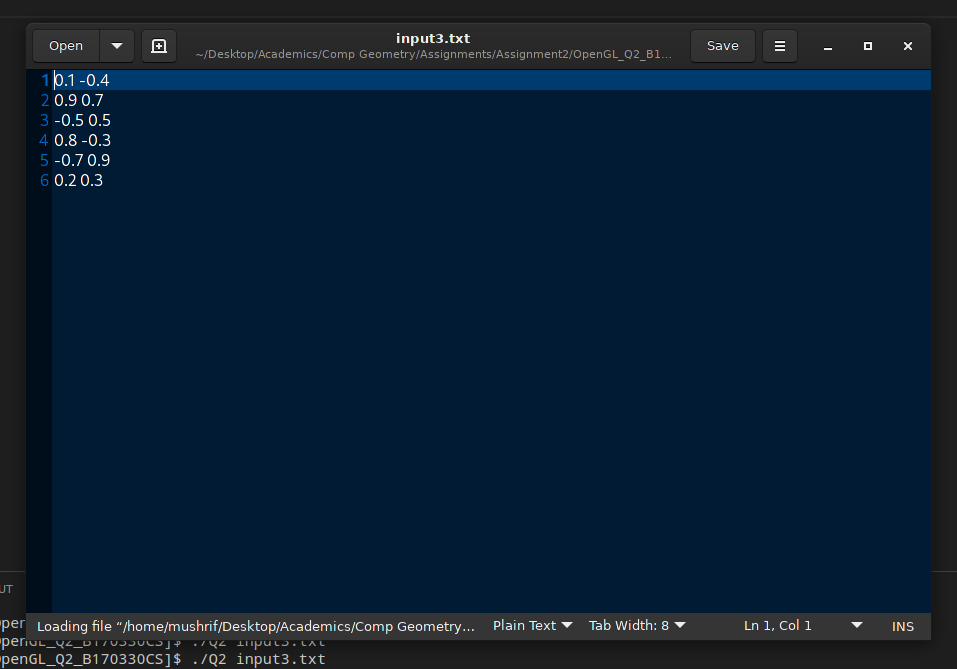 Open
input3.txt
~/Desktop/Academics/Comp Geometry/Assignments/Assignment2/OpenGL_Q2_B1...
Save
1 0.1 -0.4
2 0.9 0.7
3 -0.5 0.5
4 0.8 -0.3
5 -0.7 0.9
6 0.2 0.3
UT
Loading file “/home/mushrif/Desktop/Academics/Comp Geometry... Plain Text Tab Width: 8 Ln 1, Col 1 INS
penGL_Q2_B170330CS]$ ./Q2 input3.txt
penGL_Q2_B170330CS]$ ./Q2 input3.txt